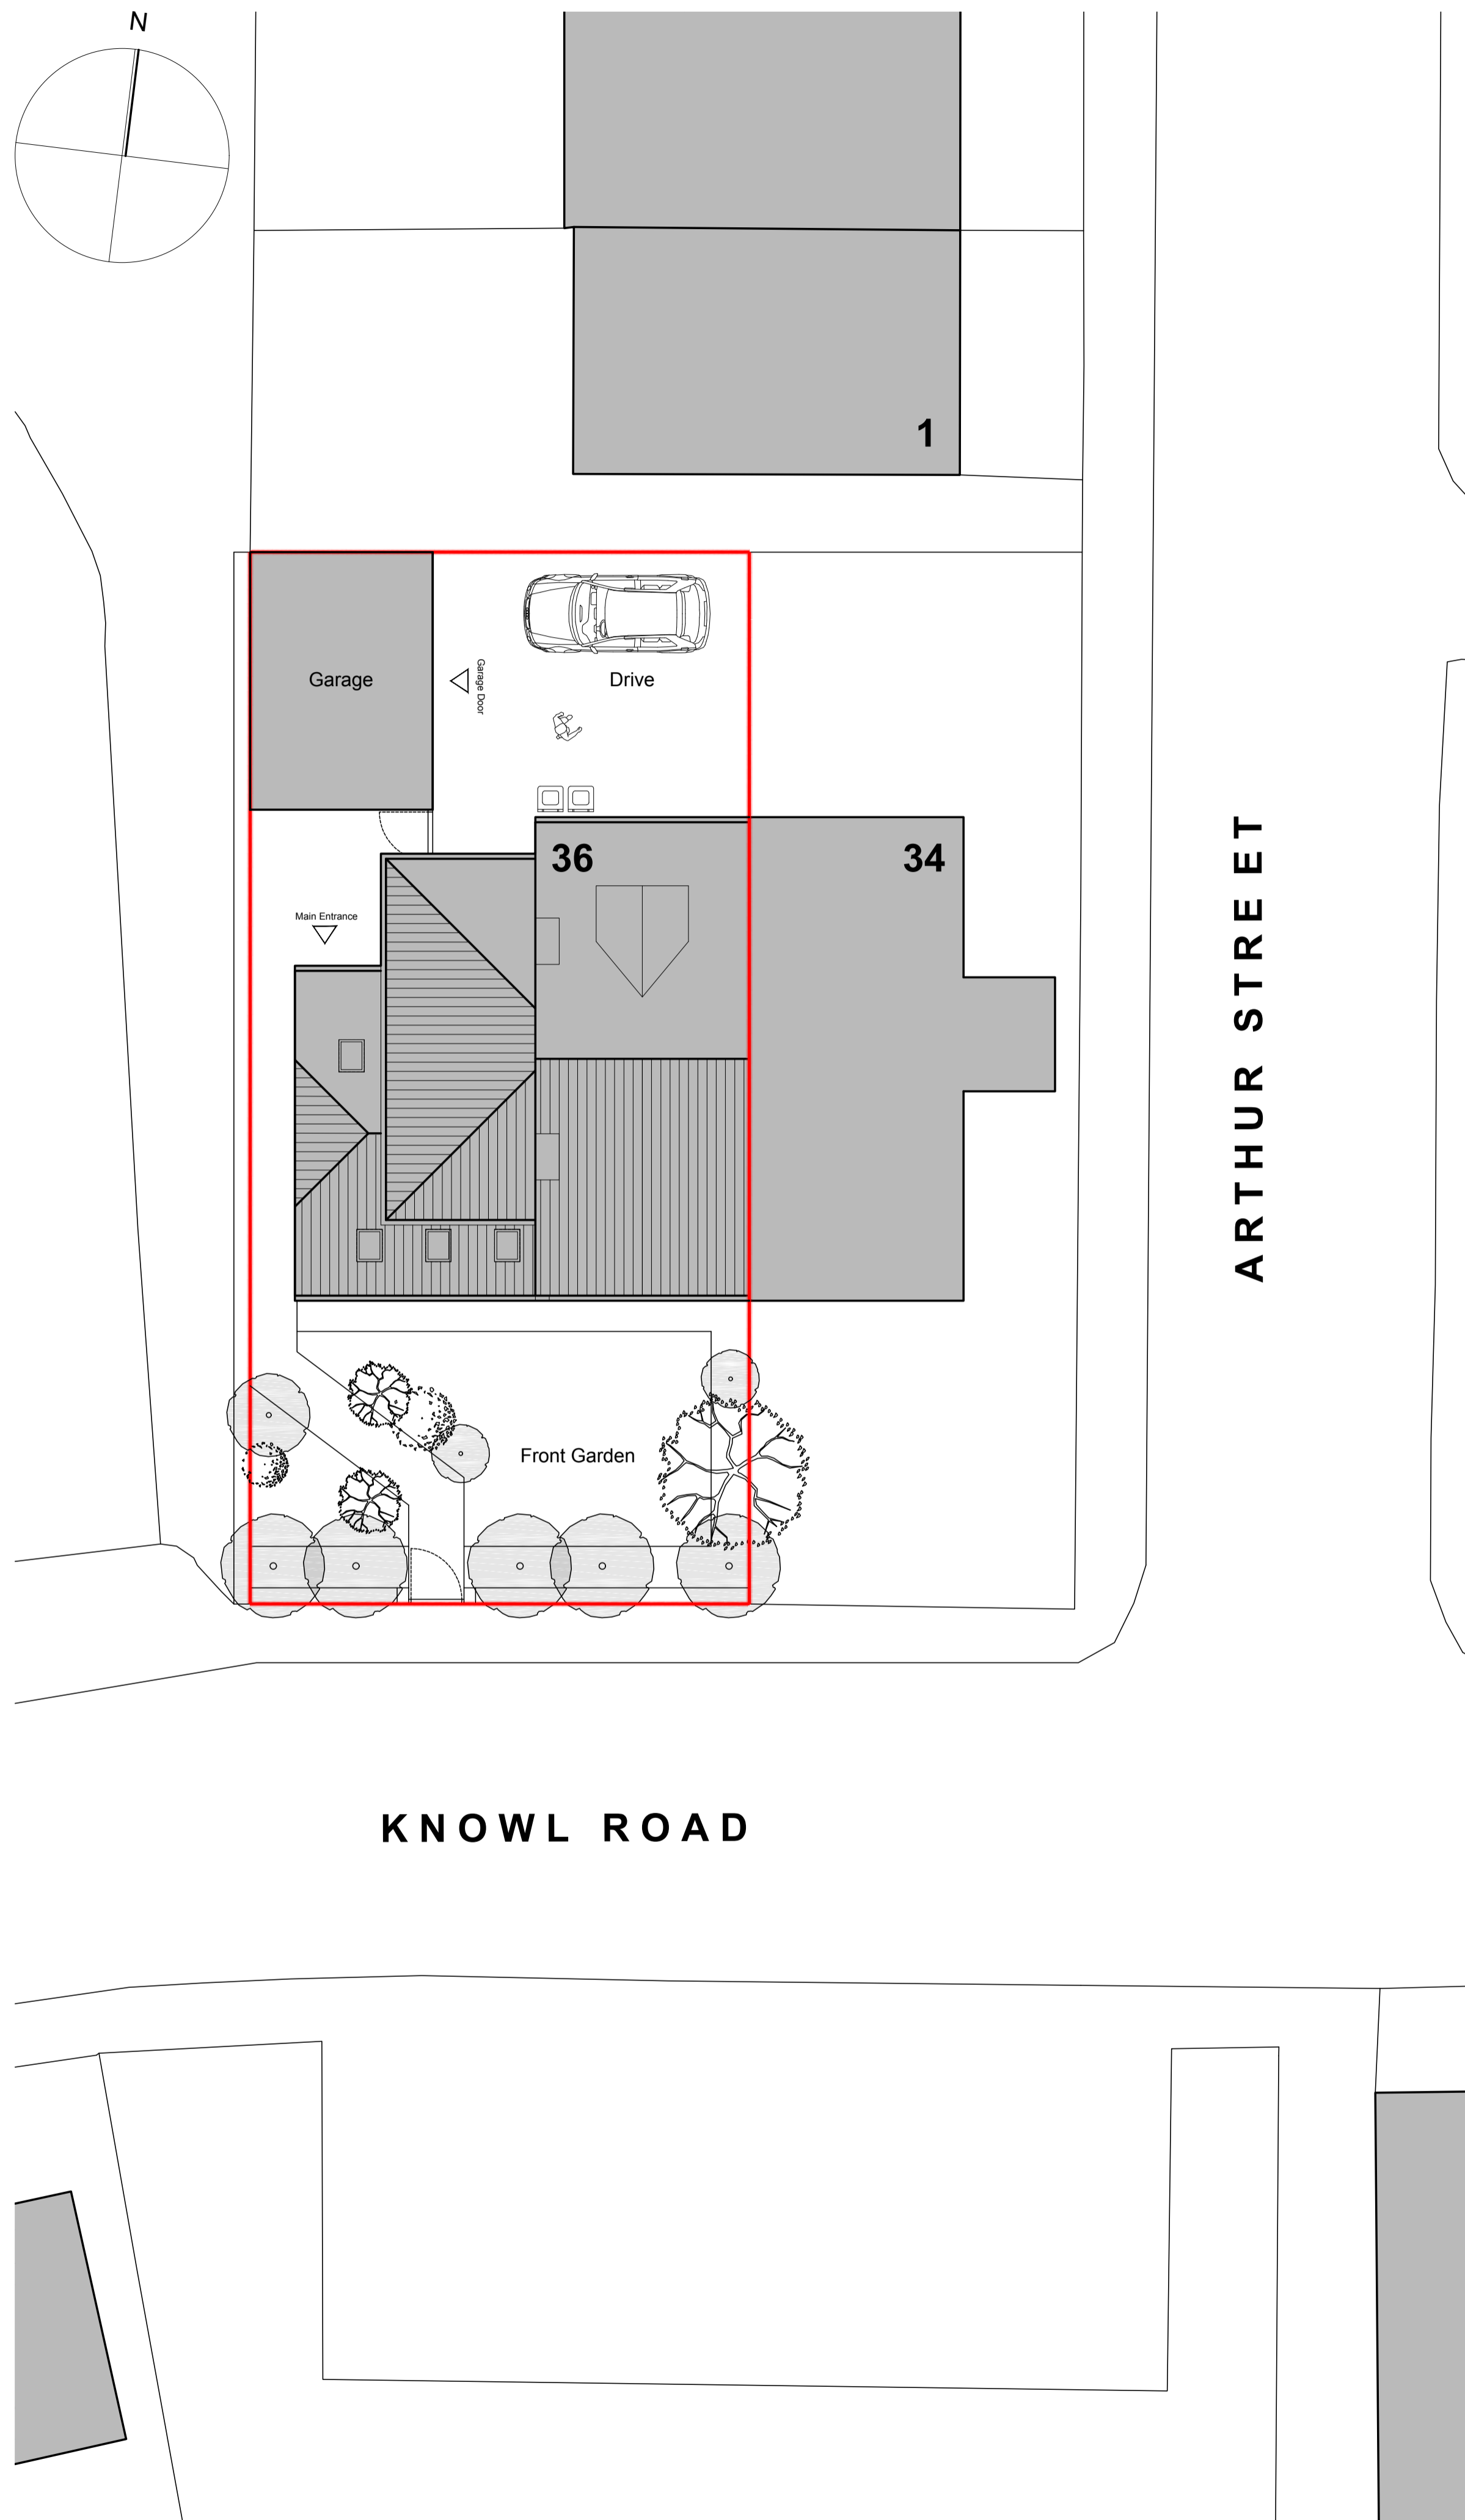 N
1
Garage
Garage Door
Drive
36
34
Main Entrance
ARTHUR STREET
Front Garden
KNOWL ROAD